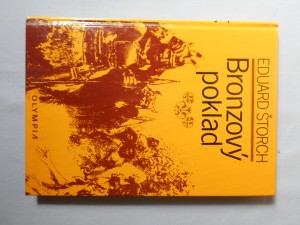 EDUARD ŠTORCH
Bronzový
poklad
OLYMPIA